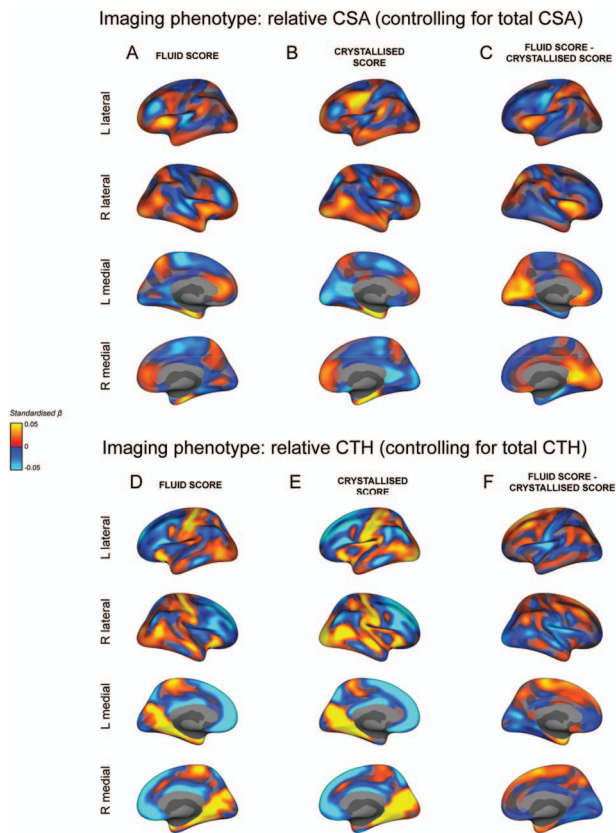 Imaging phenotype: relative CSA (controlling for total CSA)
A FLUID SCORE
B CRYSTALLISED
SCORE
C FLUID SCORE -
CRYSTALLISED SCORE
L lateral
R lateral
L medial
R medial
Standardised β
0.05
0
-0.05
Imaging phenotype: relative CTH (controlling for total CTH)
D FLUID SCORE
E CRYSTALLISED
SCORE
F FLUID SCORE -
CRYSTALLISED SCORE
L lateral
R lateral
L medial
R medial